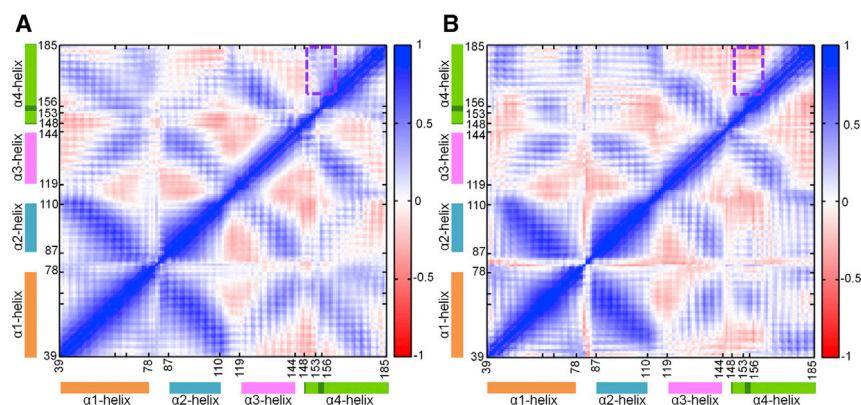 A
185
156
153
148
144
119
110
87
78
39
α4-helix
α3-helix
α2-helix
α1-helix
39
78
87
110
119
144
148
153
156
185
α1-helix
α2-helix
α3-helix
α4-helix
1
0.5
0
-0.5
-1
B
185
156
153
148
144
119
110
87
78
39
α4-helix
α3-helix
α2-helix
α1-helix
39
78
87
110
119
144
148
153
156
185
α1-helix
α2-helix
α3-helix
α4-helix
1
0.5
0
-0.5
-1